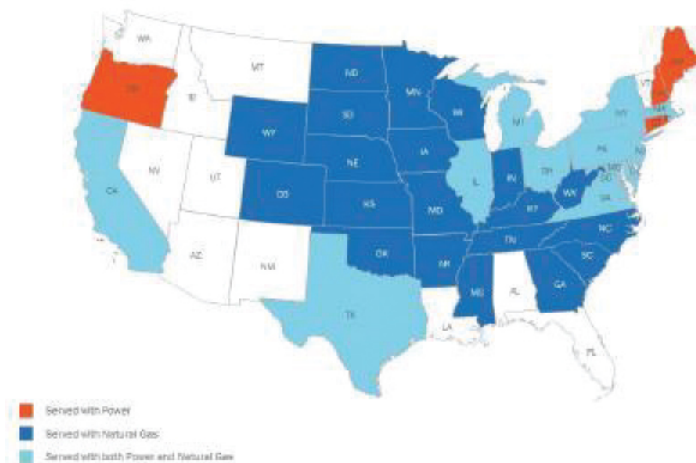 WA
MT
ND
MN
OR
ID
SD
WI
WY
MI
NY
IA
NE
PA
NV
UT
CO
IL
IN
OH
CA
KS
MO
WV
VA
KY
NC
TN
AZ
NM
OK
AR
SC
MS
AL
GA
TX
LA
FL
VT
NJ
Served with Power
Served with Natural Gas
Served with both Power and Natural Gas